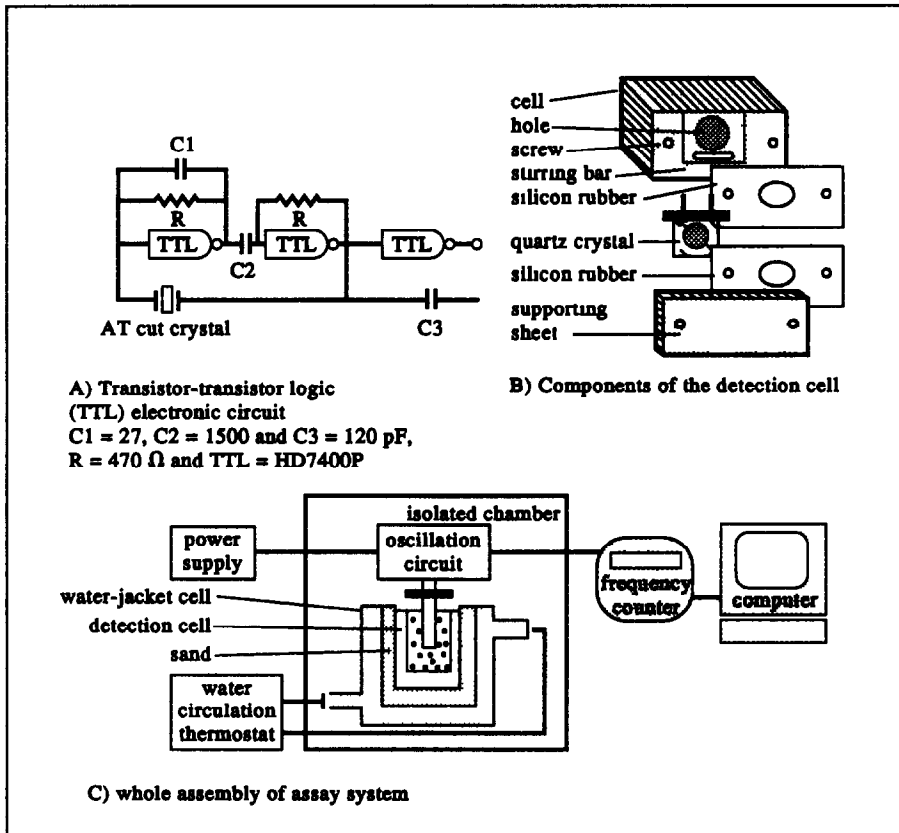 C1
R
R
TTL
TTL
TTL
C2
AT cut crystal
C3
A) Transistor-transistor logic
(TTL) electronic circuit
C1 = 27, C2 = 1500 and C3 = 120 pF,
R = 470 Ω and TTL = HD7400P
cell
hole
screw
stirring bar
silicon rubber
quartz crystal
silicon rubber
supporting
sheet
B) Components of the detection cell
isolated chamber
power
supply
oscillation
circuit
frequency
counter
computer
water-jacket cell
detection cell
sand
water
circulation
thermostat
C) whole assembly of assay system